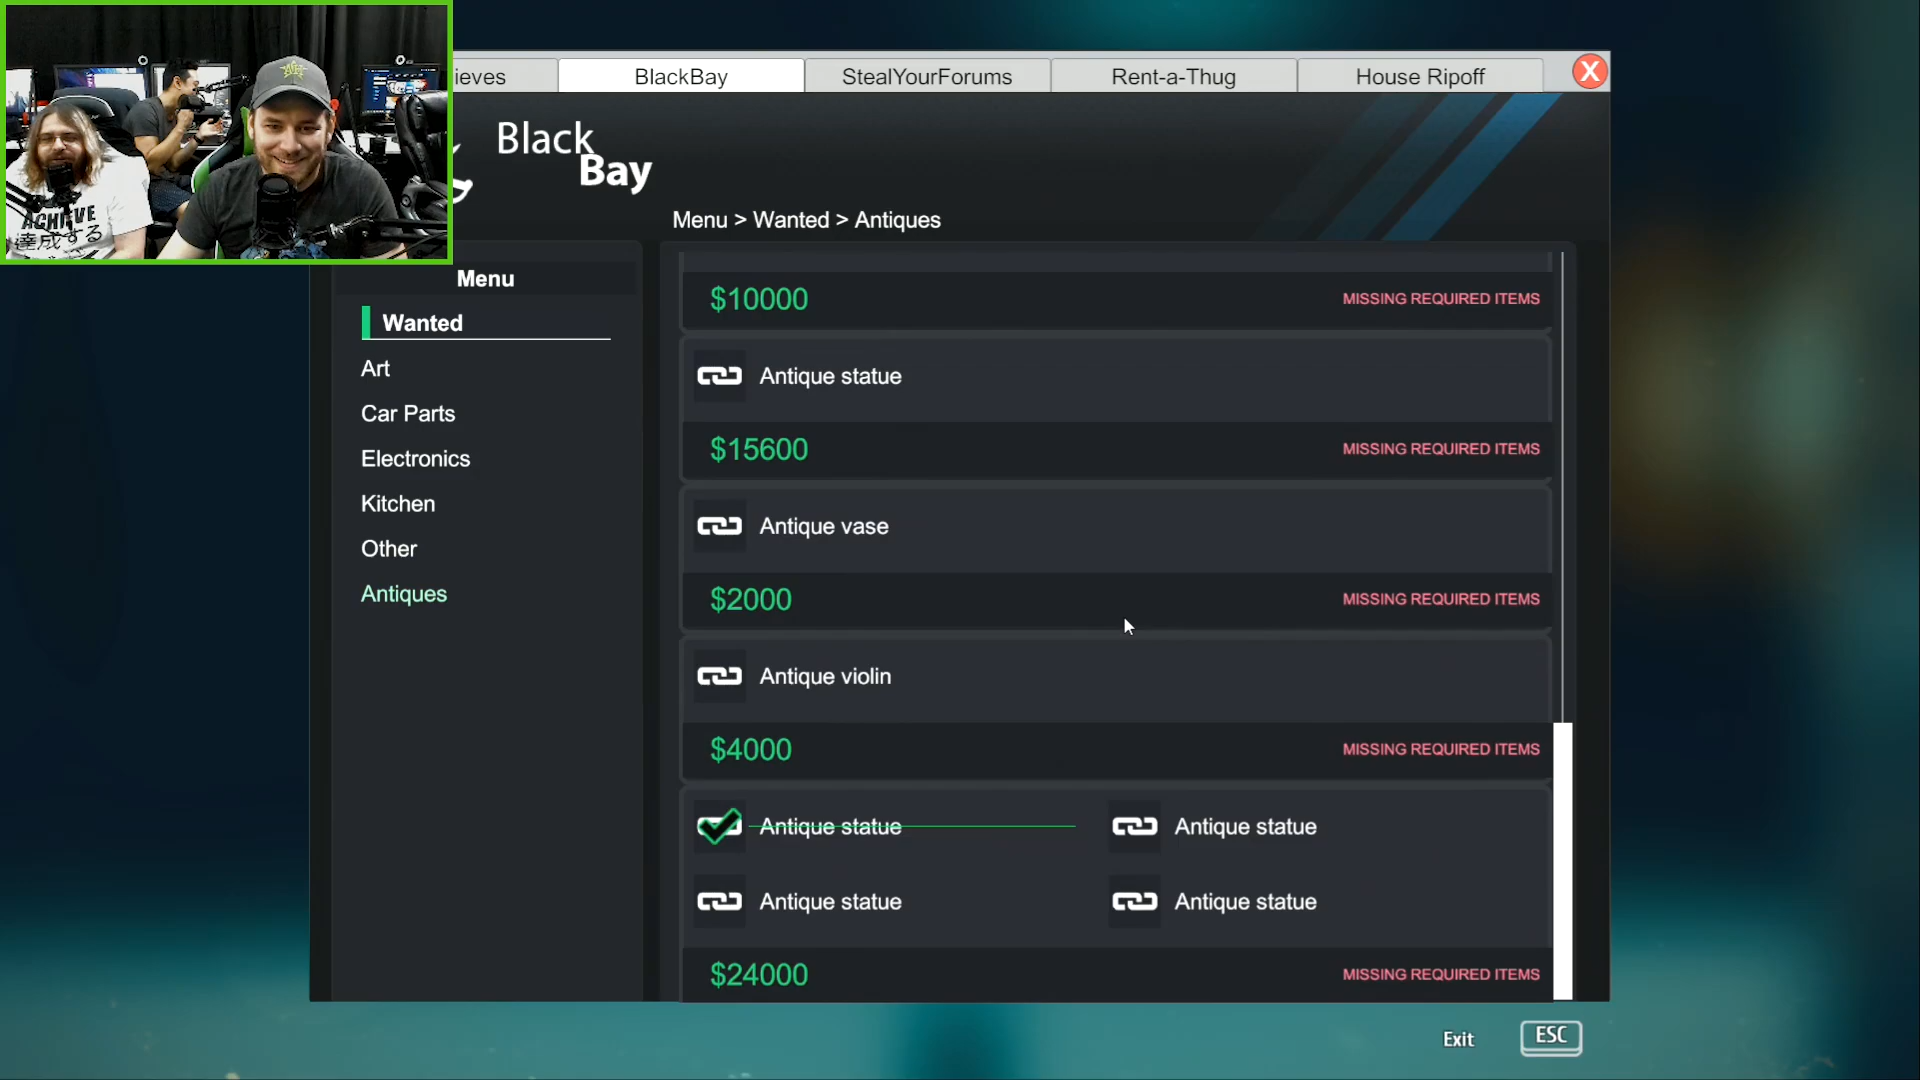 ieves
BlackBay
StealYourForums
Rent-a-Thug
House Ripoff
X
Black
Bay
Menu > Wanted > Antiques
ACHIEVE
達成する
Menu
Wanted
Art
Car Parts
Electronics
Kitchen
Other
Antiques
$10000 MISSING REQUIRED ITEMS
Antique statue
$15600 MISSING REQUIRED ITEMS
Antique vase
$2000 MISSING REQUIRED ITEMS
Antique violin
$4000 MISSING REQUIRED ITEMS
Antique statue Antique statue
Antique statue Antique statue
$24000 MISSING REQUIRED ITEMS
Exit ESC